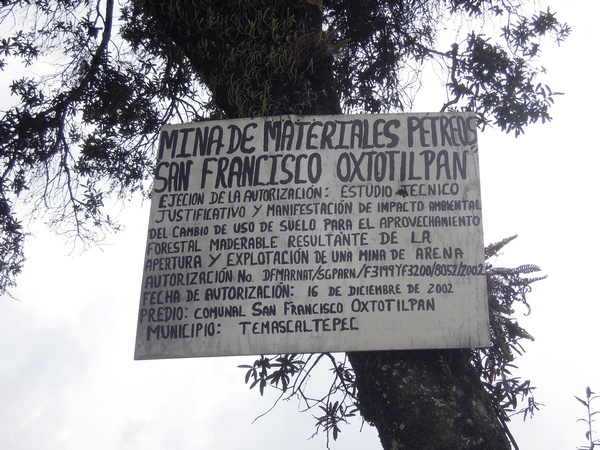 MINA DE MATERIALES PETREOS
SAN FRANCISCO OXTOTILPAN
EJECION DE LA AUTORIZACIÓN: ESTUDIO TECNICO
JUSTIFICATIVO Y MANIFESTACIÓN DE IMPACTO AMBIENTAL
DEL CAMBIO DE USO DE SUELO PARA EL APROVECHAMIENTO
FORESTAL MADERABLE RESULTANTE DE LA
APERTURA Y EXPLOTACIÓN DE UNA MINA DE ARENA
AUTORIZACIÓN No. DFMARNAT/SGPARN/F3199YF3200/8052/2002
FECHA DE AUTORIZACIÓN: 16 DE DICIEMBRE DE 2002
PREDIO: COMUNAL SAN FRANCISCO OXTOTILPAN
MUNICIPIO: TEMASCALTEPEC